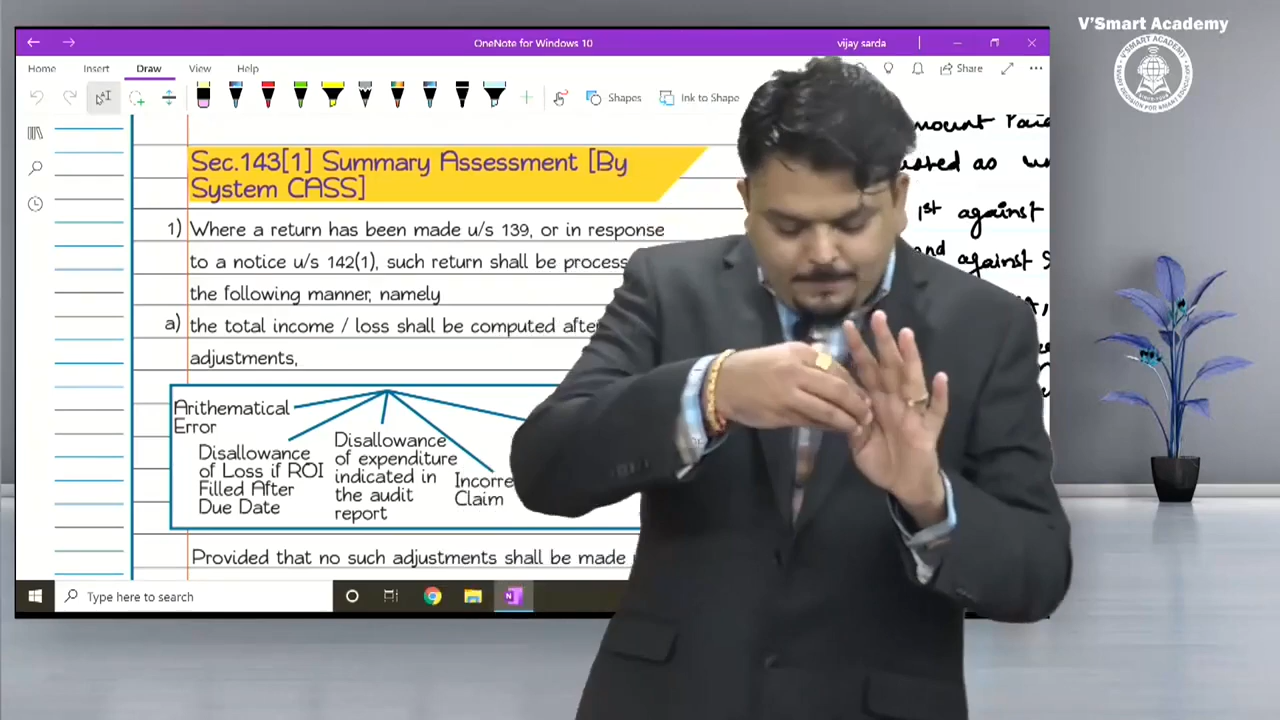 V'Smart Academy
OneNote for Windows 10
vijay sarda
Home Insert Draw View Help
Share
Shapes
Ink to Shape
Sec.143[1] Summary Assessment [By
System CASS]
1) Where a return has been made u/s 139, or in response
to a notice u/s 142(1), such return shall be process
the following manner, namely
a) the total income / loss shall be computed after
adjustments,
Arithematical
Error
Disallowance
of Loss if ROI
Filled After
Due Date
Disallowance
of expenditure
indicated in
the audit
report
Incorre
Claim
Provided that no such adjustments shall be made
mount Paid
as
1st against
and against
Type here to search